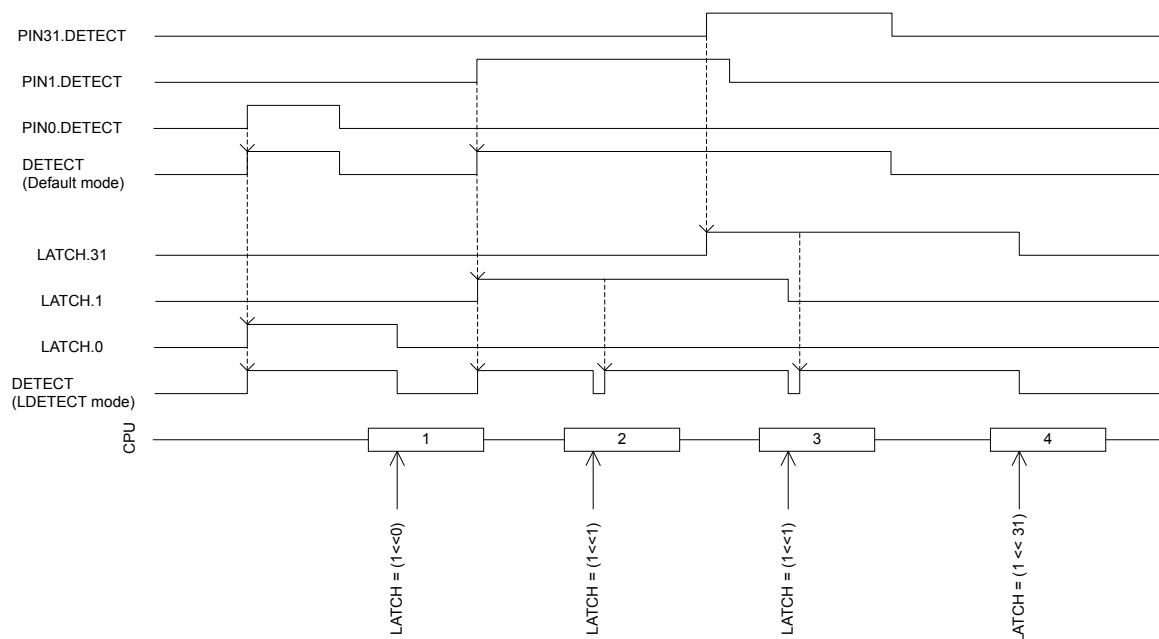 PIN31.DETECT
PIN1.DETECT
PIN0.DETECT
DETECT
(Default mode)
LATCH.31
LATCH.1
LATCH.0
DETECT
(LDETECT mode)
CPU
1
2
3
4
LATCH = (1<<0)
LATCH = (1<<1)
LATCH = (1<<1)
ATCH = (1 << 31)